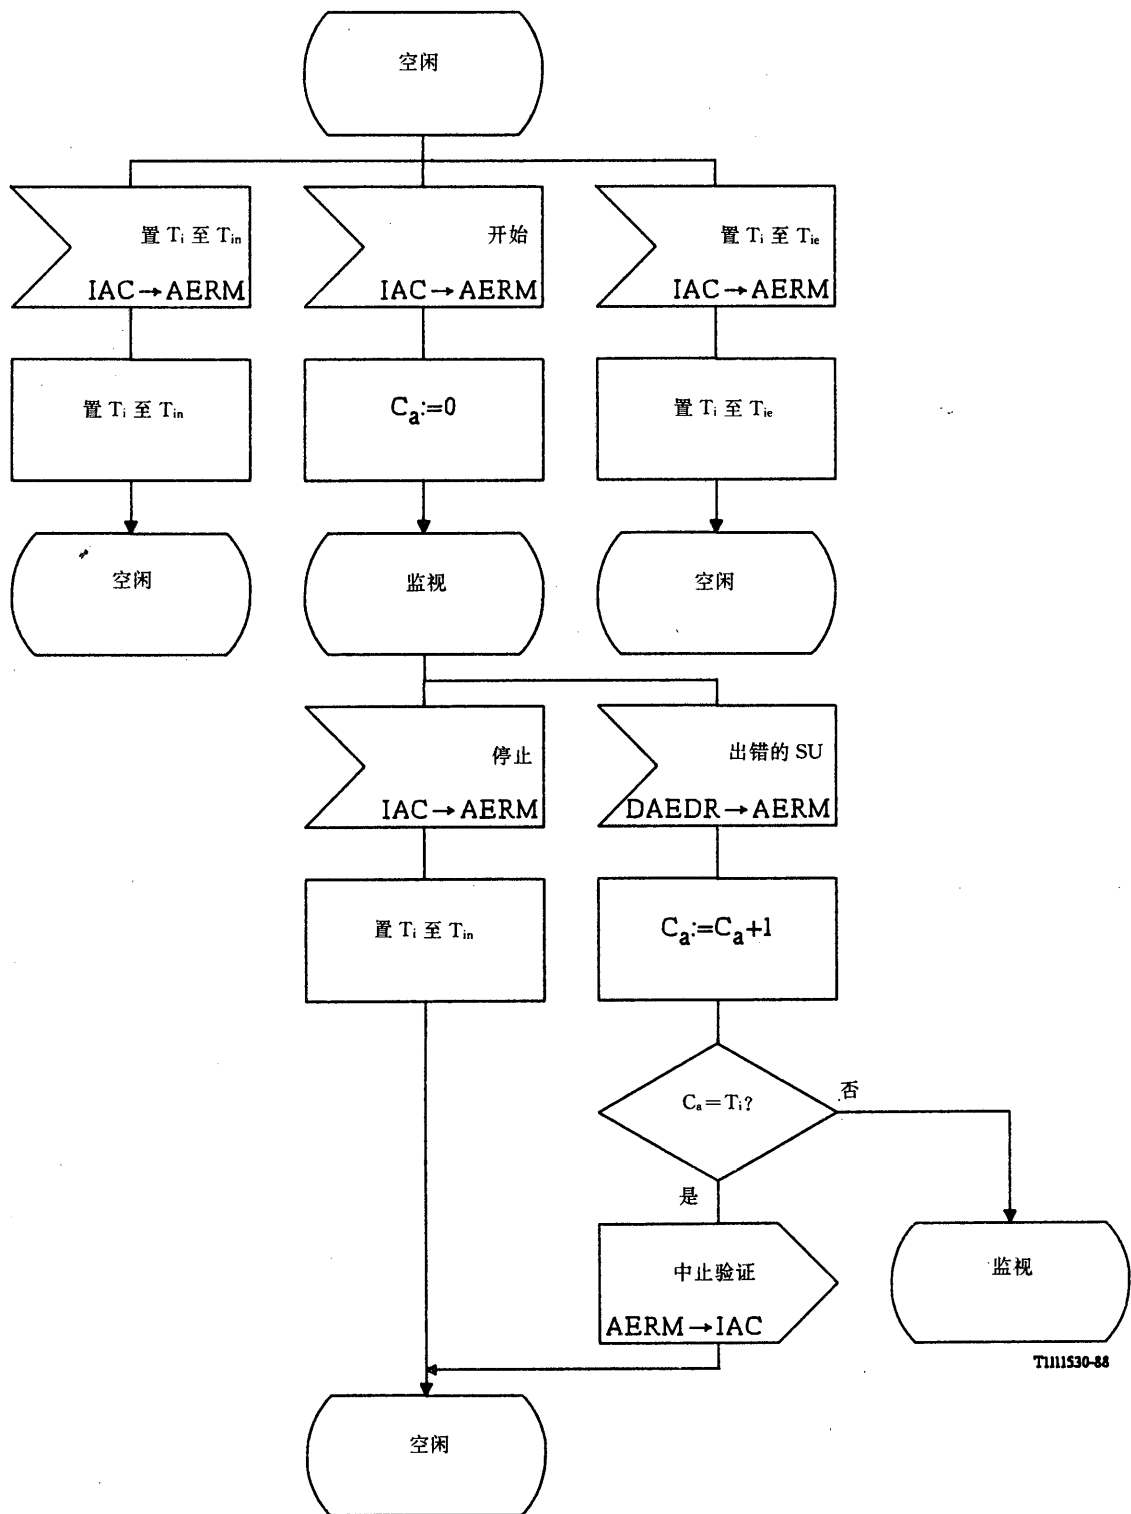 空闲
置 Ti 至 Tin
IAC→AERM
开始
IAC→AERM
置 Ti 至 Tie
IAC→AERM
置 Ti 至 Tin
Ca:=0
置 Ti 至 Tie
空闲
监视
空闲
停止
IAC→AERM
出错的 SU
DAEDR→AERM
置 Ti 至 Tin
Ca:=Ca+1
Ca=Ti?
否
是
中止验证
AERM→IAC
监视
T1111530-88
空闲